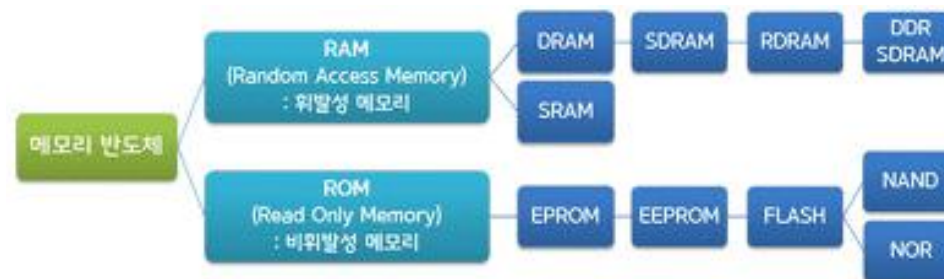 메모리 반도체
RAM
(Random Access Memory)
: 휘발성 메모리
DRAM
SDRAM
RDRAM
DDR
SDRAM
SRAM
ROM
(Read Only Memory)
: 비휘발성 메모리
EPROM
EEPROM
FLASH
NAND
NOR